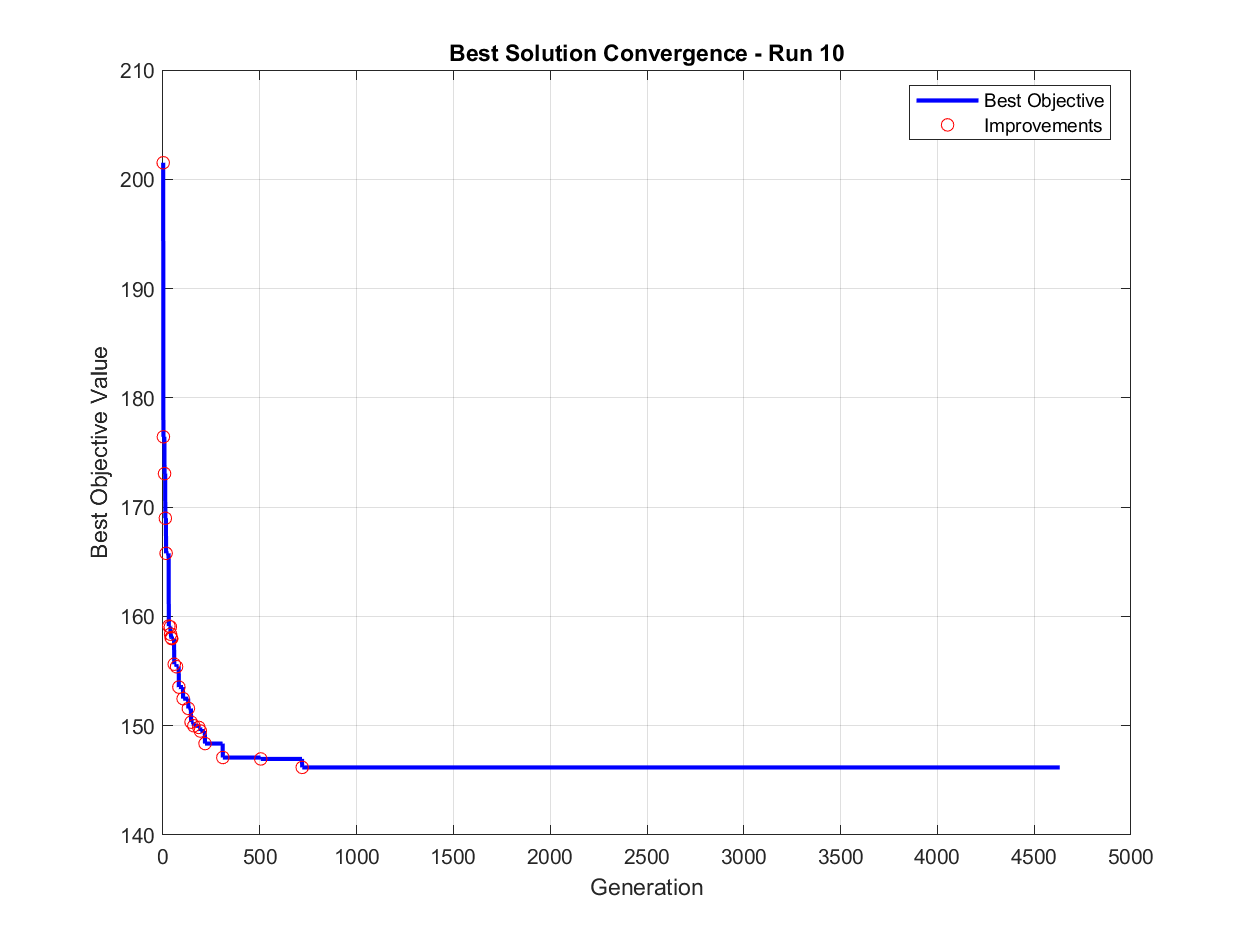 Best Solution Convergence - Run 10
210
200
190
180
170
160
150
140
Best Objective Value
Best Objective
Improvements
0 500 1000 1500 2000 2500 3000 3500 4000 4500 5000
Generation